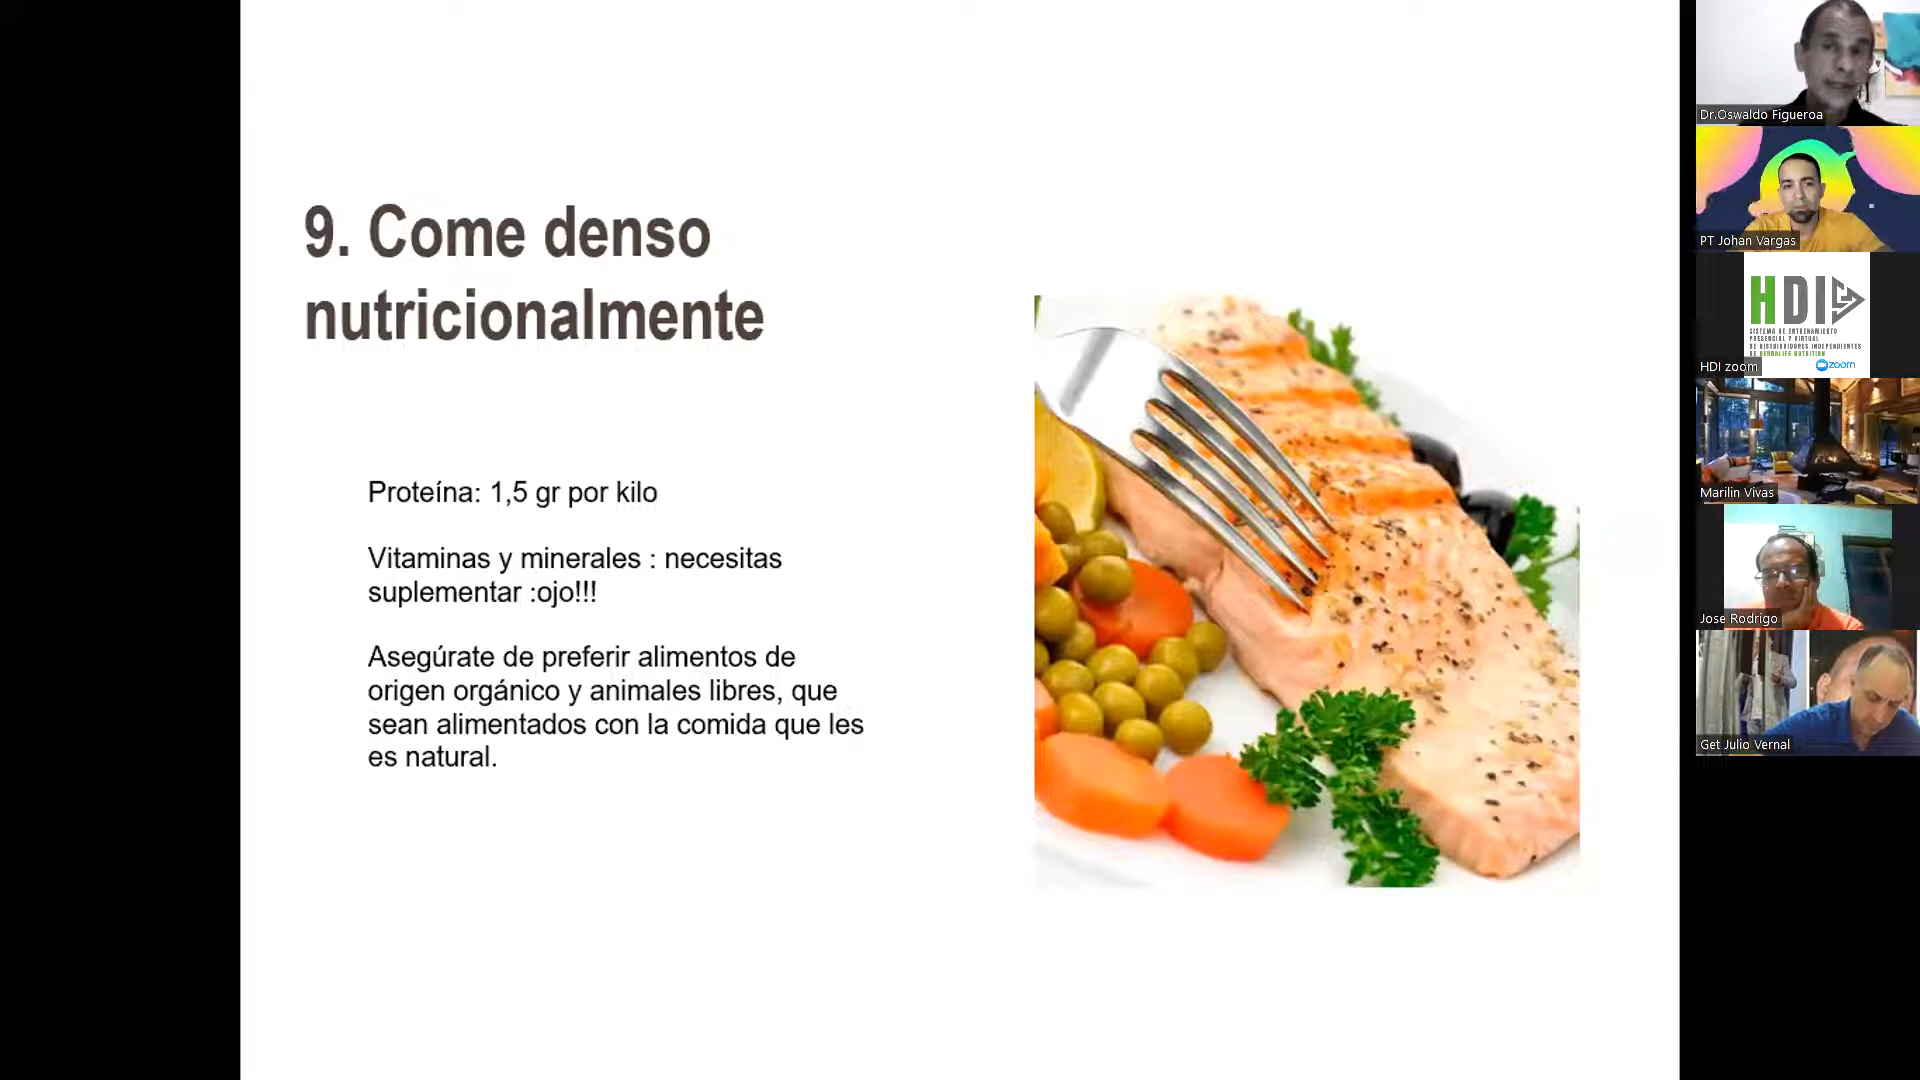 9. Come denso
nutricionalmente
Proteína: 1,5 gr por kilo
Vitaminas y minerales : necesitas
suplementar :ojo!!!
Asegúrate de preferir alimentos de
origen orgánico y animales libres, que
sean alimentados con la comida que les
es natural.
Dr.Oswaldo Figueroa
PT Johan Vargas
HDI
SISTEMA DE ENTRENAMIENTO
PRESENCIAL Y VIRTUAL
DE DISTRIBUIDORES INDEPENDIENTES
DE HERBALIFE NUTRITION
zoom
HDI zoom
Marilin Vivas
Jose Rodrigo
Get Julio Vernal